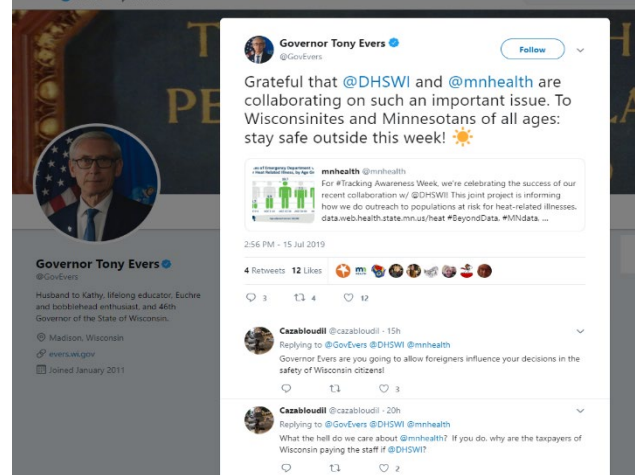 T
H
PE
LA
Governor Tony Evers
@GovEvers
Husband to Kathy, lifelong educator, Euchre
and bobblehead enthusiast, and 46th
Governor of the State of Wisconsin.
Madison, Wisconsin
evers.wi.gov
Joined January 2011
Governor Tony Evers
@GovEvers
Follow
Grateful that @DHSWI and @mnhealth are
collaborating on such an important issue. To
Wisconsinites and Minnesotans of all ages:
stay safe outside this week! ☀️
mnhealth @mnhealth
For #Tracking Awareness Week, we're celebrating the success of our
recent collaboration w/ @DHSWI! This joint project is informing
how we do outreach to populations at risk for heat-related illnesses.
data.web.health.state.mn.us/heat #BeyondData, #MNdata, ...
2:56 PM - 15 Jul 2019
4 Retweets 12 Likes
3 4 12
Cazabloudil @cazabloudil · 15h
Replying to @GovEvers @DHSWI @mnhealth
Governor Evers are you going to allow foreigners influence your decisions in the
safety of Wisconsin citizens!
3
Cazabloudil @cazabloudil · 20h
Replying to @GovEvers @DHSWI @mnhealth
What the hell do we care about @mnhealth? If you do. why are the taxpayers of
Wisconsin paying the staff if @DHSWI?
2